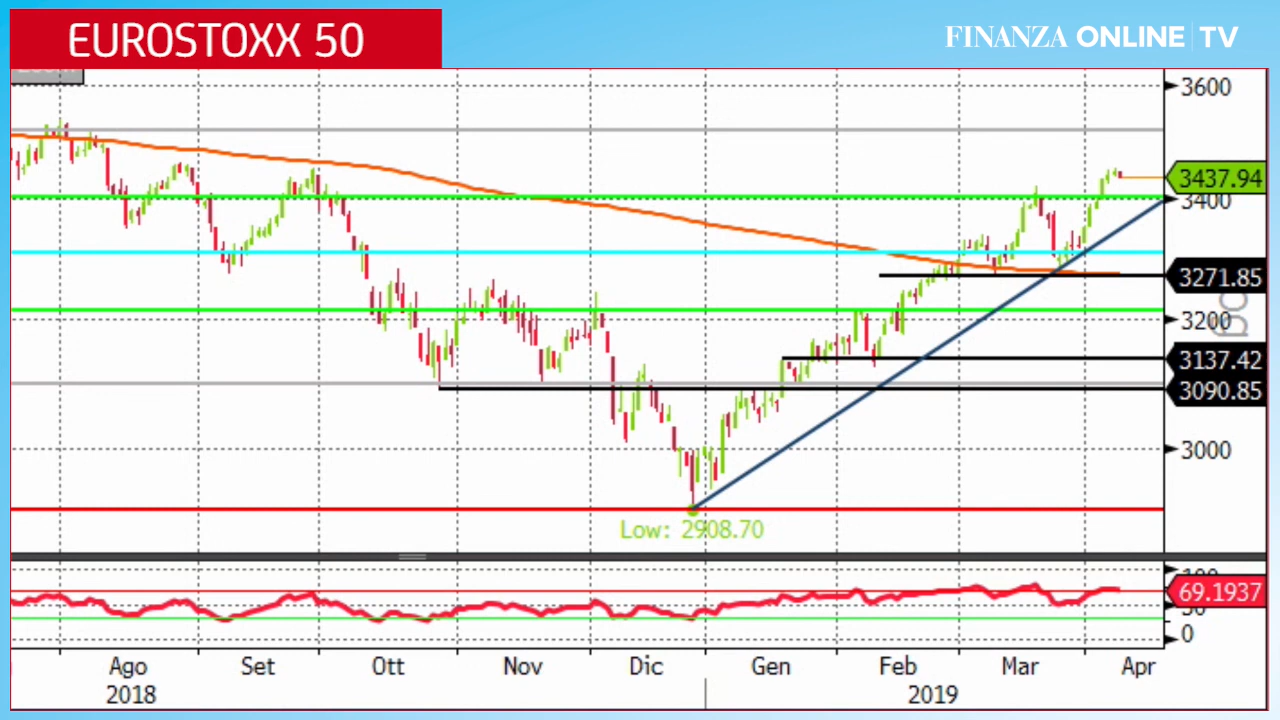 EUROSTOXX 50
FINANZA ONLINE TV
3600
3437.94
3400
3271.85
3200
3137.42
3090.85
3000
Low: 2908.70
69.1937
0
Ago Set Ott Nov Dic Gen Feb Mar Apr
2018 2019